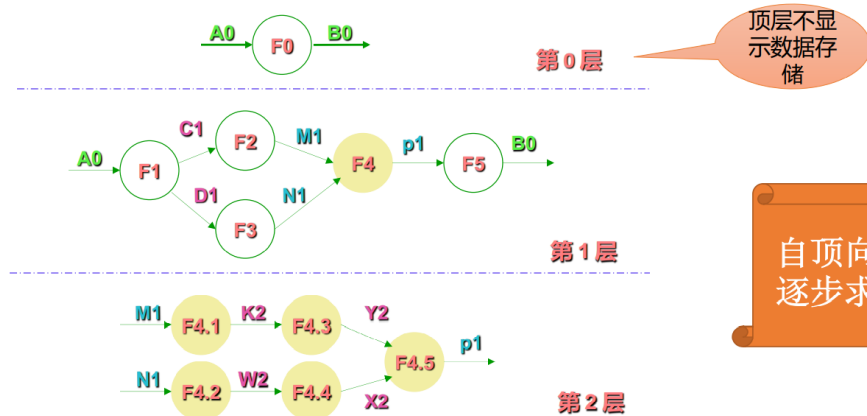 顶层不显
示数据存
储
A0
F0
B0
第0层
A0
F1
C1
F2
M1
F4
p1
F5
B0
D1
F3
N1
第1层
自顶向
逐步求
M1
F4.1
K2
F4.3
Y2
F4.5
p1
N1
F4.2
W2
F4.4
X2
第2层